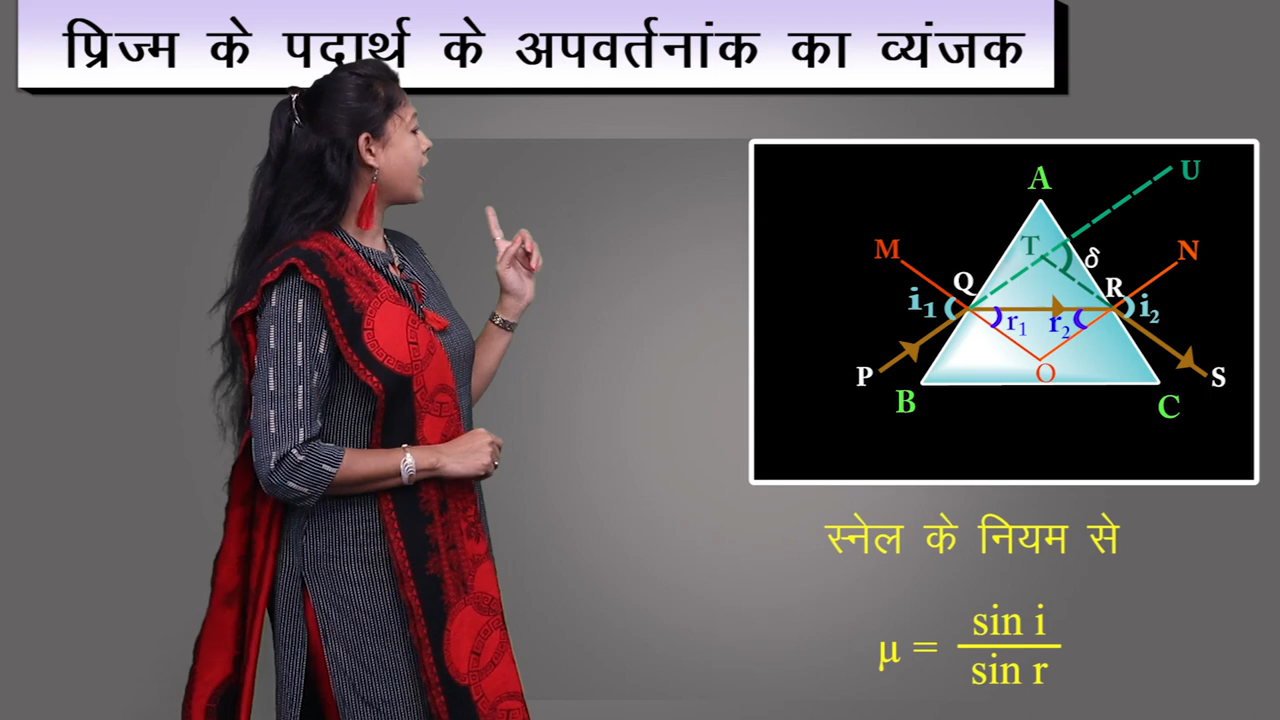 प्रिज्म के पदार्थ के अपवर्तनांक का व्यंजक
A
U
T
δ
M
N
Q
R
i1
i2
r1
r2
P
O
S
B
C
स्नेल के नियम से
μ = sin i / sin r